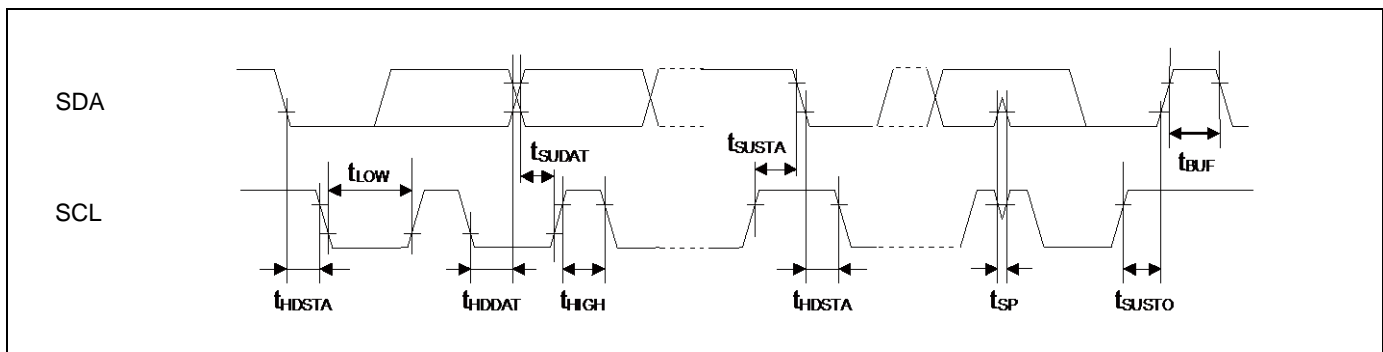 SDA
tSUDAT
tSUSTA
tBUF
tLOW
SCL
tHDSTA
tHDDAT
tHIGH
tHDSTA
tSP
tSUSTO